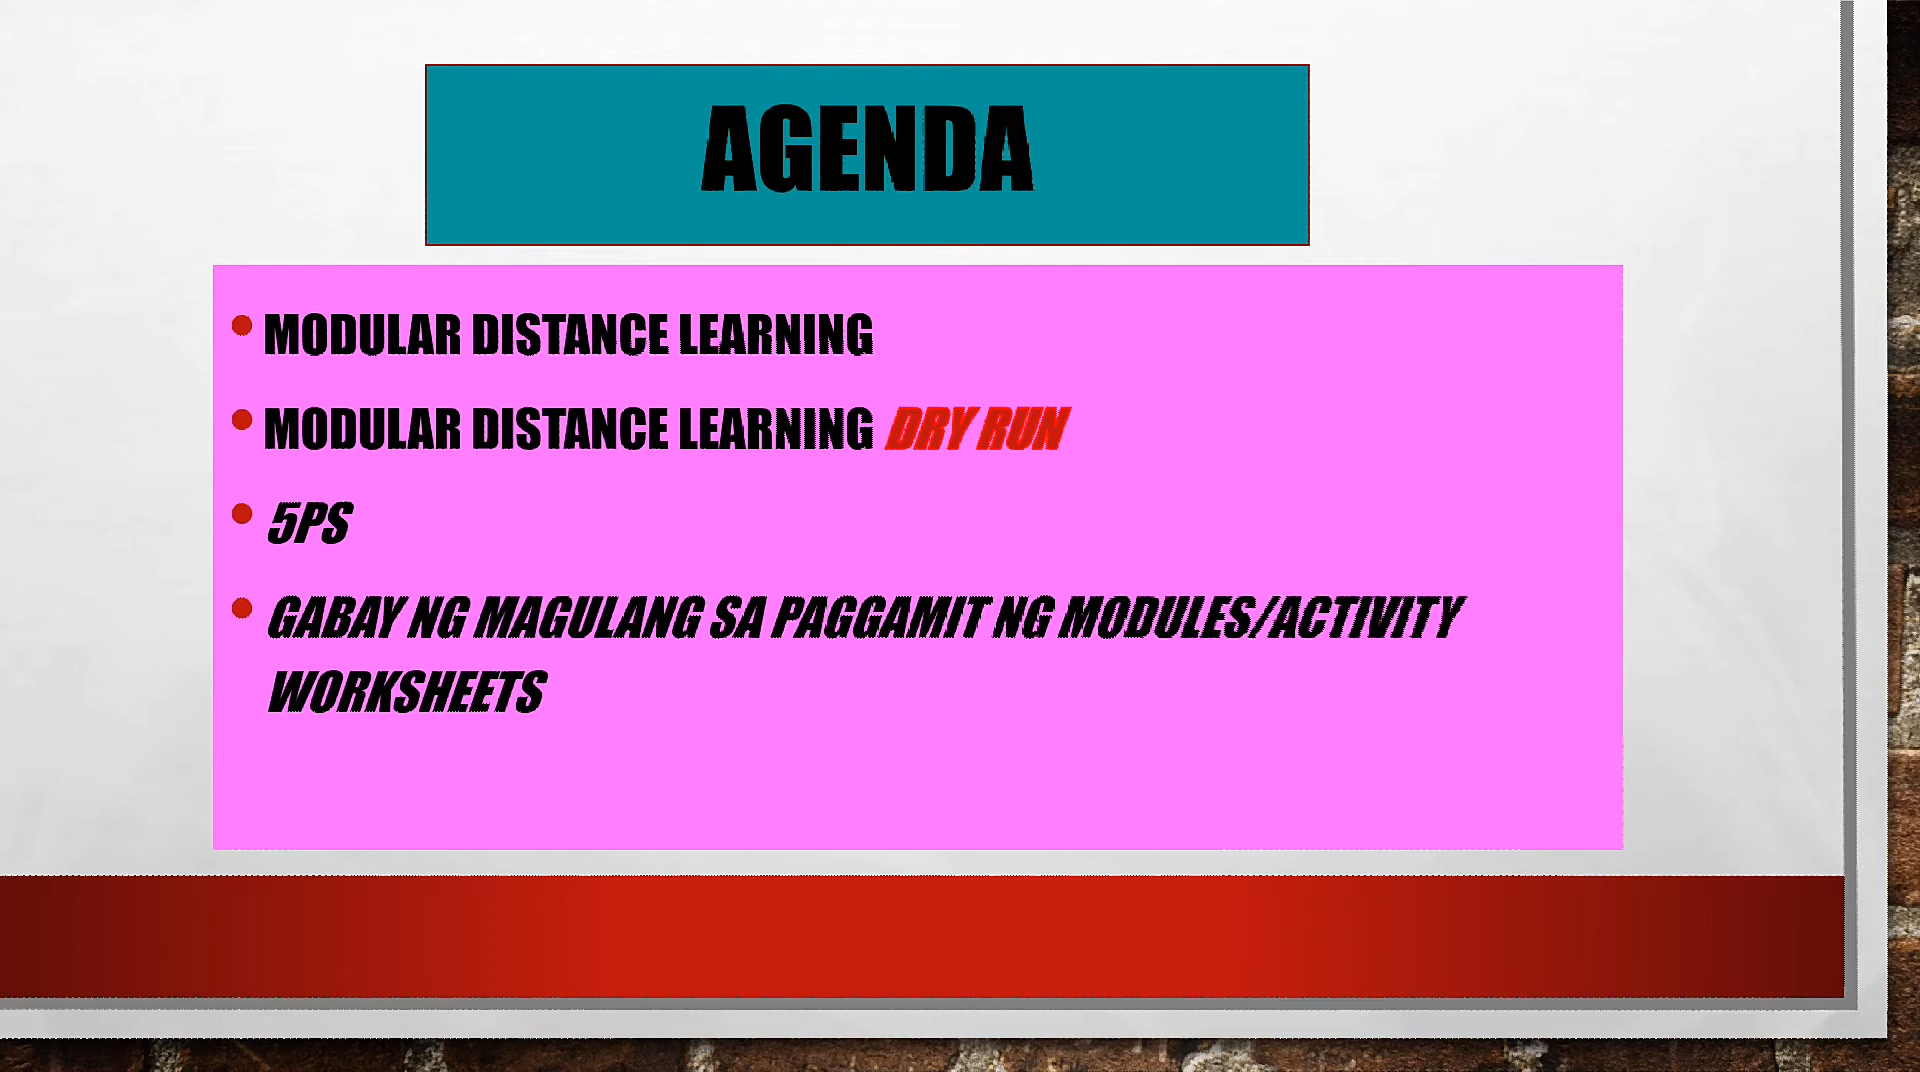 AGENDA
MODULAR DISTANCE LEARNING
MODULAR DISTANCE LEARNING DRY RUN
5PS
GABAY NG MAGULANG SA PAGGAMIT NG MODULES/ACTIVITY
WORKSHEETS